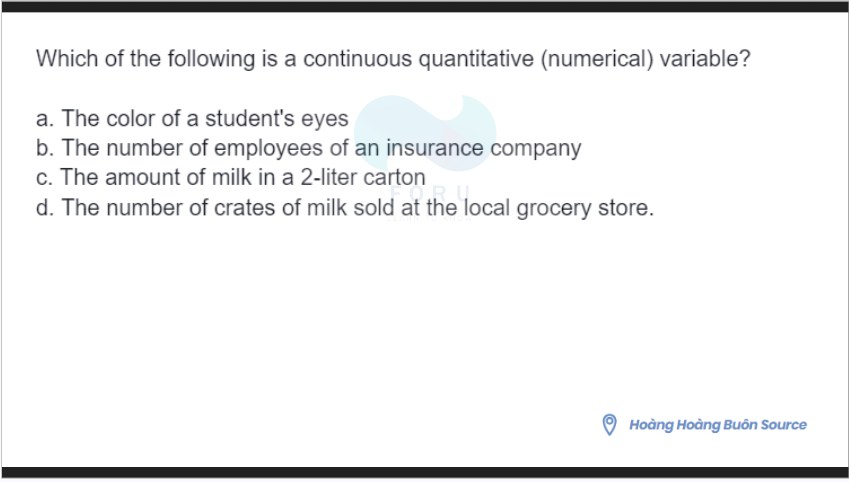 Which of the following is a continuous quantitative (numerical) variable?
a. The color of a student's eyes
b. The number of employees of an insurance company
c. The amount of milk in a 2-liter carton
FORU
d. The number of crates of milk sold at the local grocery store.
Hoàng Hoàng Buôn Source